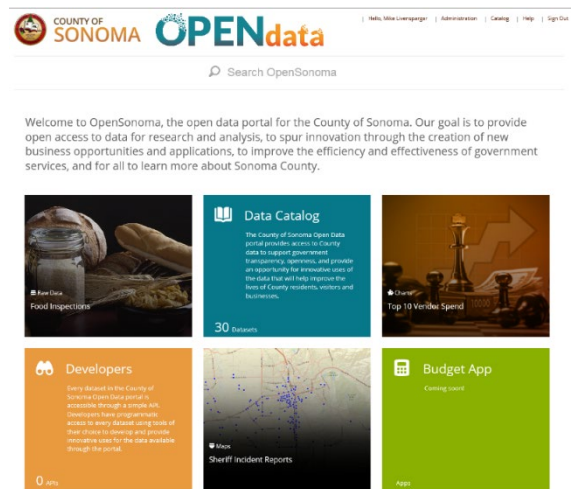 COUNTY OF
SONOMA
OPENdata
Hello, Mike Livenspargar | Administration | Catalog | Help | Sign Out
Search OpenSonoma
Welcome to OpenSonoma, the open data portal for the County of Sonoma. Our goal is to provide
open access to data for research and analysis, to spur innovation through the creation of new
business opportunities and applications, to improve the efficiency and effectiveness of government
services, and for all to learn more about Sonoma County.
Raw Data
Food Inspections
Data Catalog
The County of Sonoma Open Data
portal provides access to County
data to support government
transparency, openness, and provide
an opportunity for innovative uses of
the data that will help improve the
lives of County residents, visitors and
businesses.
30 Datasets
Charts
Top 10 Vendor Spend
Developers
Every dataset in the County of
Sonoma Open Data portal is
accessible through a simple API.
Developers have programmatic
access to every dataset using tools of
their choice to develop and provide
innovative uses for the data available
through the portal.
0 APIs
Maps
Sheriff Incident Reports
Budget App
Coming soon!
Apps